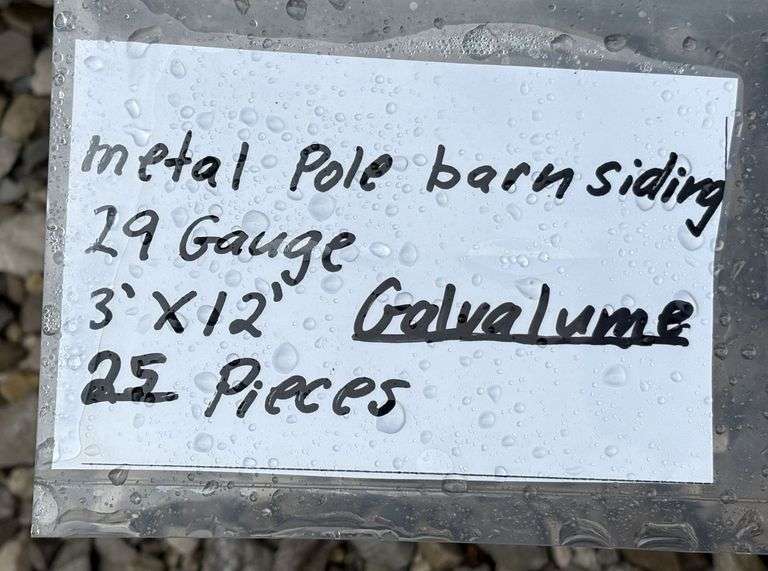 metal Pole barn siding
29 Gauge
3' X 12' Galvalume
25 Pieces